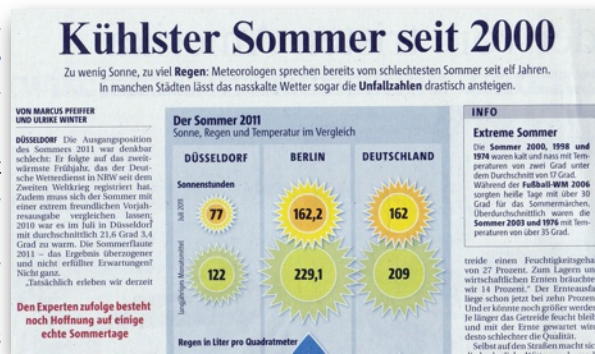 Kühlster Sommer seit 2000
Zu wenig Sonne, zu viel Regen: Meteorologen sprechen bereits vom schlechtesten Sommer seit elf Jahren.
In manchen Städten lässt das nasskalte Wetter sogar die Unfallzahlen drastisch ansteigen.
VON MARCUS PFEIFFER
UND ULRIKE WINTER
DÜSSELDORF Die Ausgangsposition
des Sommers 2011 war denkbar
schlecht: Er folgte auf das zweit-
wärmste Frühjahr, das der Deut-
sche Wetterdienst in NRW seit dem
Zweiten Weltkrieg registriert hat.
Zudem muss sich der Sommer mit
einer extrem freundlichen Vorjah-
resausgabe vergleichen lassen:
2010 war es im Juli in Düsseldorf
mit durchschnittlich 21,6 Grad 3,4
Grad zu warm. Die Sommerflaute
2011 – das Ergebnis überzogener
und nicht erfüllter Erwartungen?
Nicht ganz.
„Tatsächlich erleben wir derzeit
Den Experten zufolge besteht
noch Hoffnung auf einige
echte Sommertage
Der Sommer 2011
Sonne, Regen und Temperatur im Vergleich
DÜSSELDORF BERLIN DEUTSCHLAND
Sonnenstunden
Juli 2011
77 162,2 162
langjähriges Monatsmittel
122 229,1 209
Regen in Liter pro Quadratmeter
INFO
Extreme Sommer
Die Sommer 2000, 1998 und
1974 waren kalt und nass mit Tem-
peraturen von zwei Grad unter
dem Durchschnitt von 17 Grad.
Während der Fußball-WM 2006
sorgten heiße Tage mit über 30
Grad für das Sommermärchen.
Überdurchschnittlich waren die
Sommer 2003 und 1976 mit Tem-
peraturen von über 35 Grad.
treide einen Feuchtigkeitsgeha
von 27 Prozent. Zum Lagern un
wirtschaftlichen Ernten bräuchte
wir 14 Prozent." Der Ernteausfa
liege schon jetzt bei zehn Prozen
Und er könnte noch größer werden
Je länger das Getreide feucht bleib
und mit der Ernte gewartet wird
desto schlechter die Qualität.
Selbst auf den Straßen macht sic